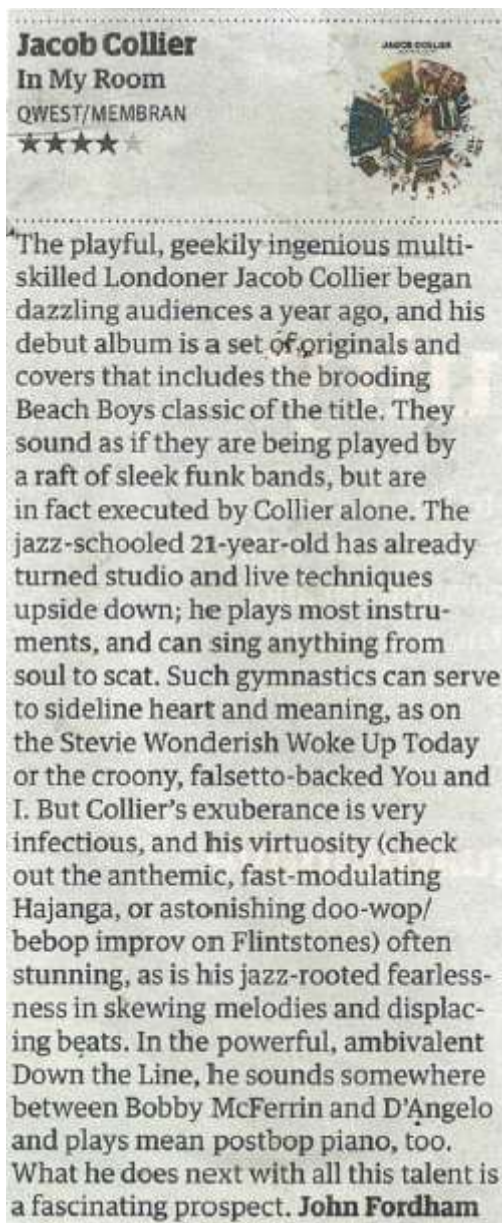 Jacob Collier
In My Room
QWEST/MEMBRAN
★★★★★
JACOB COLLIER
The playful, geekily ingenious multi-
skilled Londoner Jacob Collier began
dazzling audiences a year ago, and his
debut album is a set of originals and
covers that includes the brooding
Beach Boys classic of the title. They
sound as if they are being played by
a raft of sleek funk bands, but are
in fact executed by Collier alone. The
jazz-schooled 21-year-old has already
turned studio and live techniques
upside down; he plays most instru-
ments, and can sing anything from
soul to scat. Such gymnastics can serve
to sideline heart and meaning, as on
the Stevie Wonderish Woke Up Today
or the croony, falsetto-backed You and
I. But Collier's exuberance is very
infectious, and his virtuosity (check
out the anthemic, fast-modulating
Hajanga, or astonishing doo-wop/
bebop improv on Flintstones) often
stunning, as is his jazz-rooted fearless-
ness in skewing melodies and displac-
ing beats. In the powerful, ambivalent
Down the Line, he sounds somewhere
between Bobby McFerrin and D'Angelo
and plays mean postbop piano, too.
What he does next with all this talent is
a fascinating prospect. John Fordham